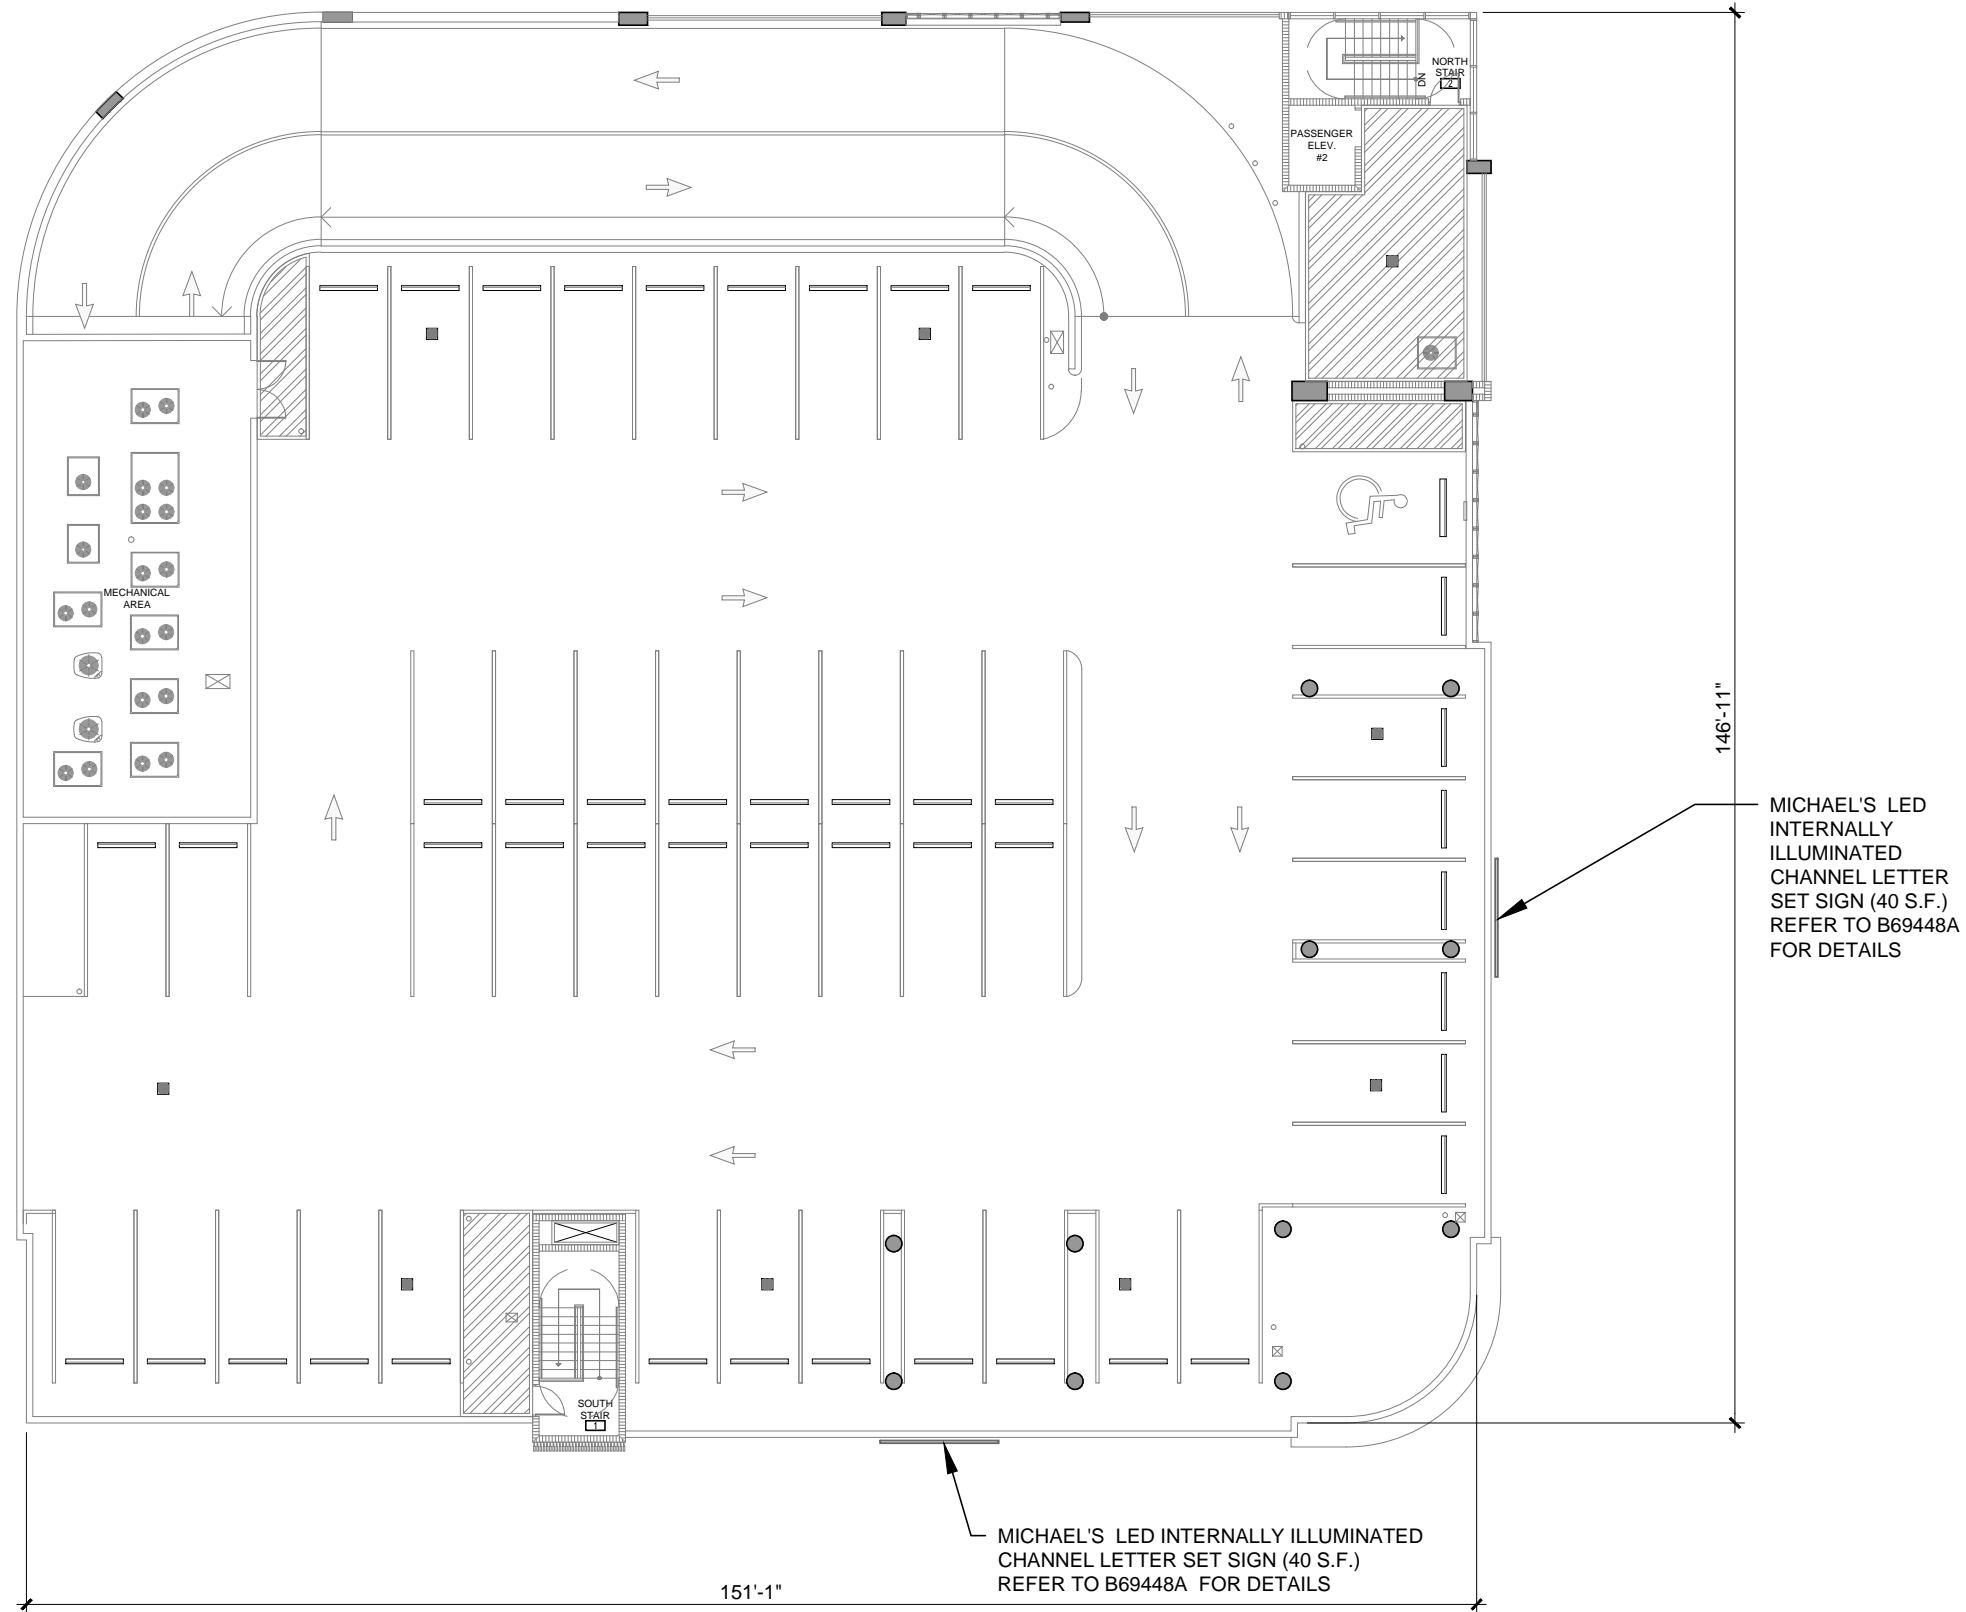 NORTH
STAIR
2
DN
PASSENGER
ELEV.
#2
MECHANICAL
AREA
146'-11"
MICHAEL'S LED
INTERNALLY
ILLUMINATED
CHANNEL LETTER
SET SIGN (40 S.F.)
REFER TO B69448A
FOR DETAILS
SOUTH
STAIR
1
MICHAEL'S LED INTERNALLY ILLUMINATED
CHANNEL LETTER SET SIGN (40 S.F.)
REFER TO B69448A FOR DETAILS
151'-1"